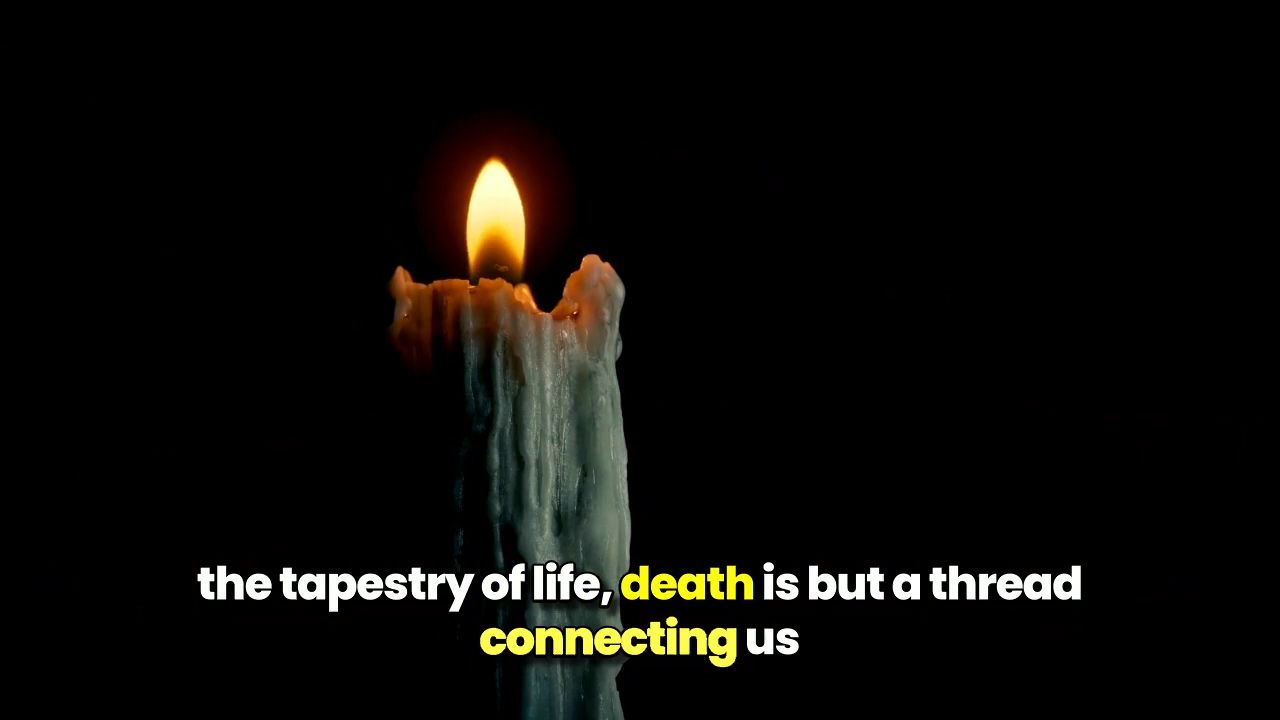 the tapestry of life, death is but a thread
connecting us